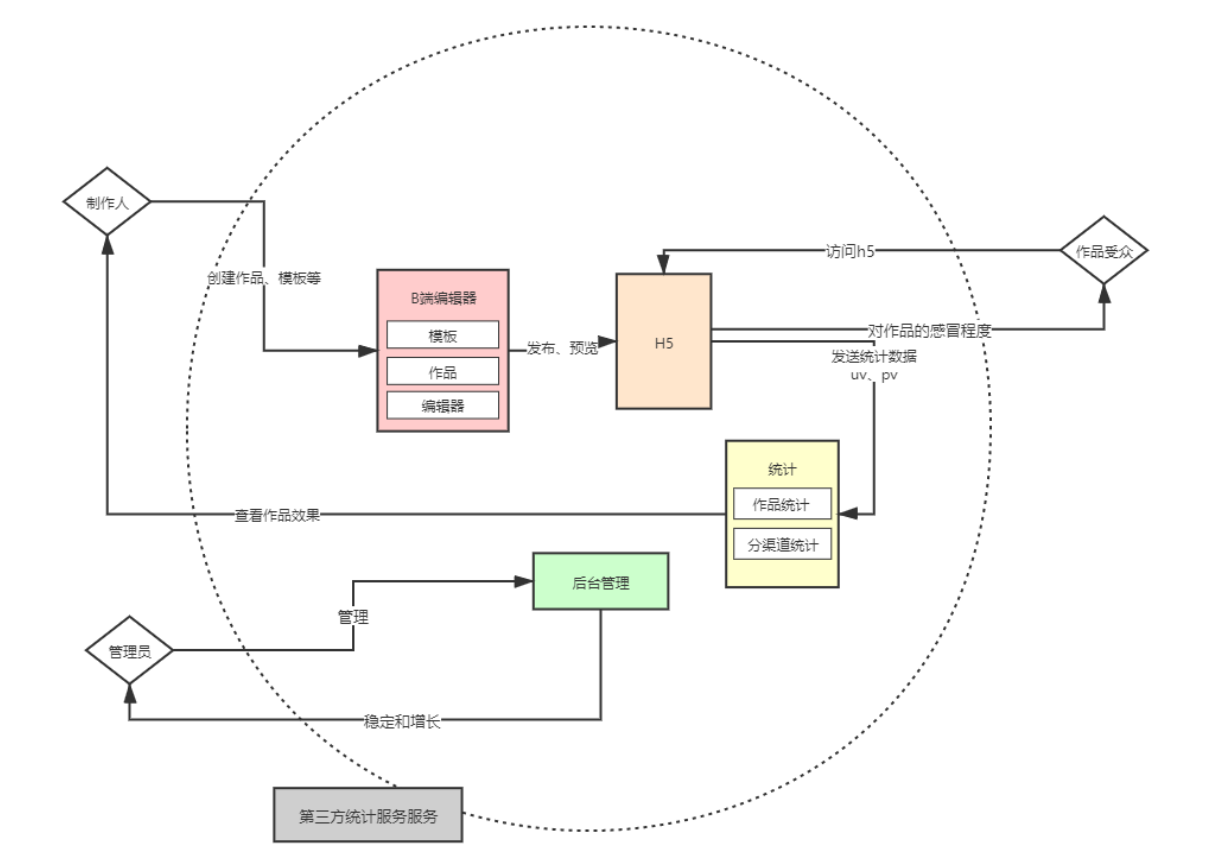 制作人
创建作品、模板等
B端编辑器
模板
作品
编辑器
发布、预览
H5
访问h5
作品受众
对作品的感冒程度
发送统计数据
uv、pv
统计
作品统计
分渠道统计
查看作品效果
后台管理
管理
管理员
稳定和增长
第三方统计服务服务